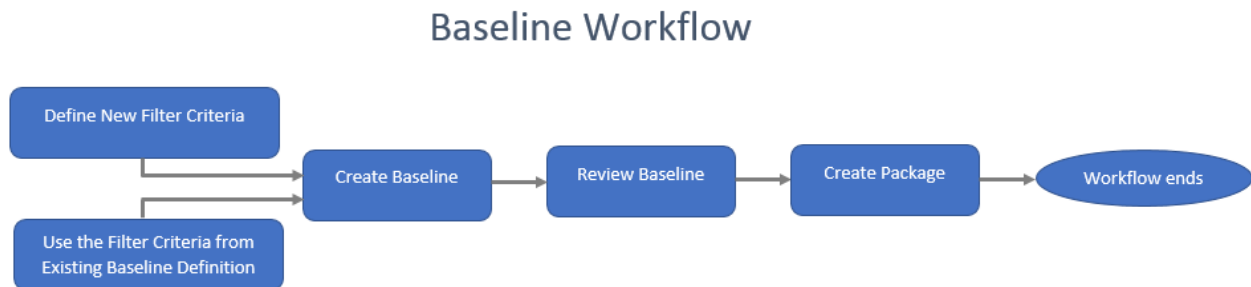 Baseline Workflow
Define New Filter Criteria
Create Baseline
Review Baseline
Create Package
Workflow ends
Use the Filter Criteria from
Existing Baseline Definition